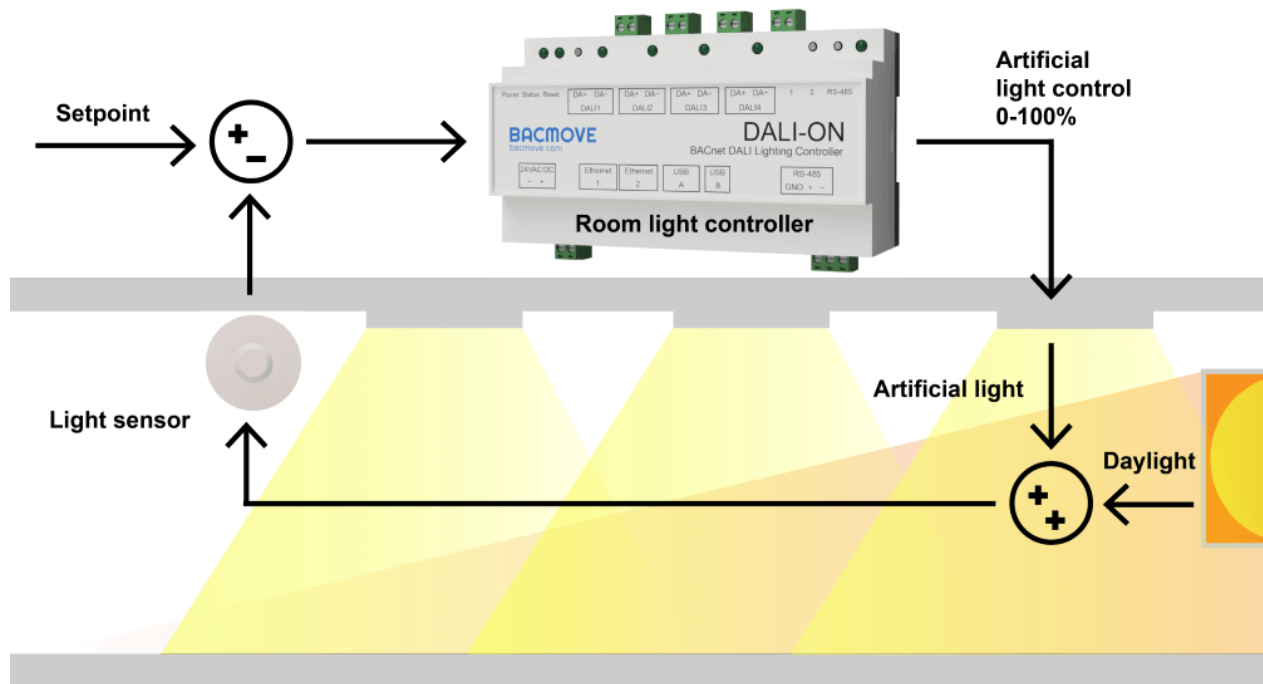 Setpoint
+
-
Power Status Reset
DA+ DA- DA+ DA- DA+ DA- DA+ DA- 1 2 RS-485
DALI1 DALI2 DALI3 DALI4
BACMOVE
bacmove.com
DALI-ON
BACnet DALI Lighting Controller
24VAC/DC
- +
Ethernet
1
Ethernet
2
USB
A
USB
B
RS-485
GND + -
Room light controller
Artificial
light control
0-100%
Light sensor
Artificial light
Daylight
+
+